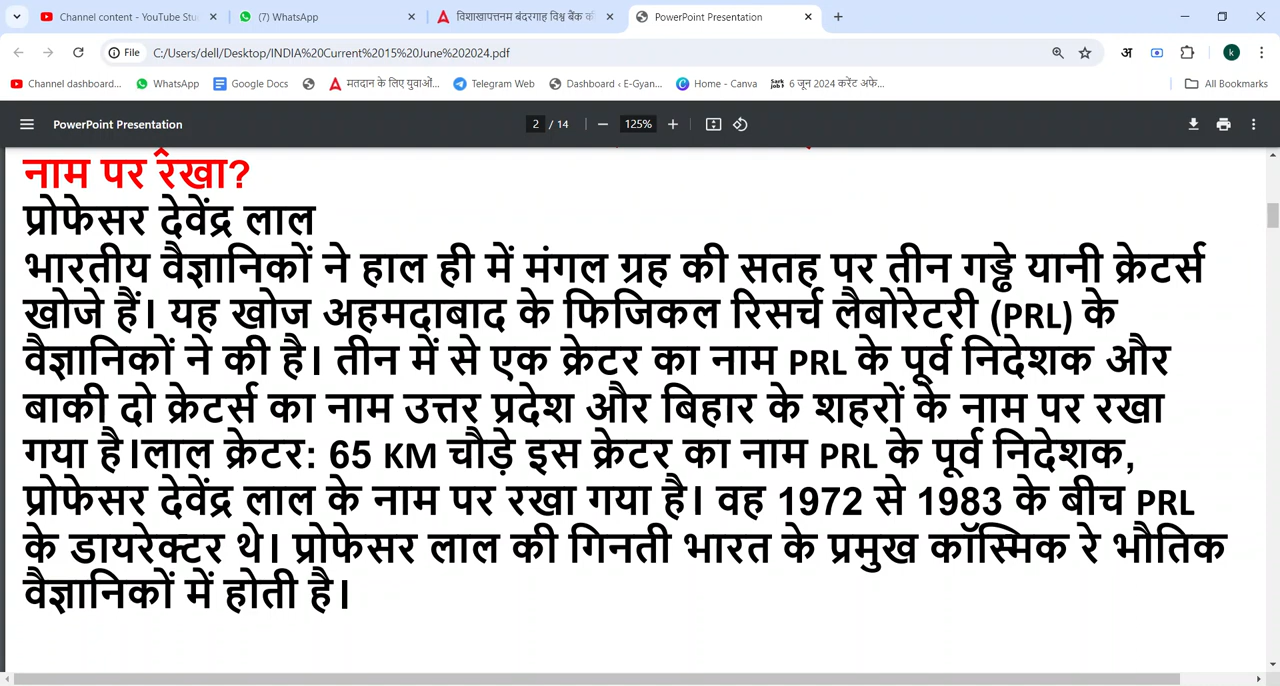 Channel content - YouTube Stu
(7) WhatsApp
विशाखापत्तनम बंदरगाह विश्व बैंक की
PowerPoint Presentation
File
C:/Users/dell/Desktop/INDIA%20Current%2015%20June%202024.pdf
अ
k
Channel dashboard...
WhatsApp
Google Docs
मतदान के लिए युवाओं...
Telegram Web
Dashboard ‹ E-Gyan...
Home - Canva
6 जून 2024 करेंट अफे...
All Bookmarks
PowerPoint Presentation
2 / 14
125%
नाम पर रखा?
प्रोफेसर देवेंद्र लाल
भारतीय वैज्ञानिकों ने हाल ही में मंगल ग्रह की सतह पर तीन गड्ढे यानी क्रेटर्स
खोजे हैं। यह खोज अहमदाबाद के फिजिकल रिसर्च लैबोरेटरी (PRL) के
वैज्ञानिकों ने की है। तीन में से एक क्रेटर का नाम PRL के पूर्व निदेशक और
बाकी दो क्रेटर्स का नाम उत्तर प्रदेश और बिहार के शहरों के नाम पर रखा
गया है।लाल क्रेटर: 65 KM चौड़े इस क्रेटर का नाम PRL के पूर्व निदेशक,
प्रोफेसर देवेंद्र लाल के नाम पर रखा गया है। वह 1972 से 1983 के बीच PRL
के डायरेक्टर थे। प्रोफेसर लाल की गिनती भारत के प्रमुख कॉस्मिक रे भौतिक
वैज्ञानिकों में होती है।